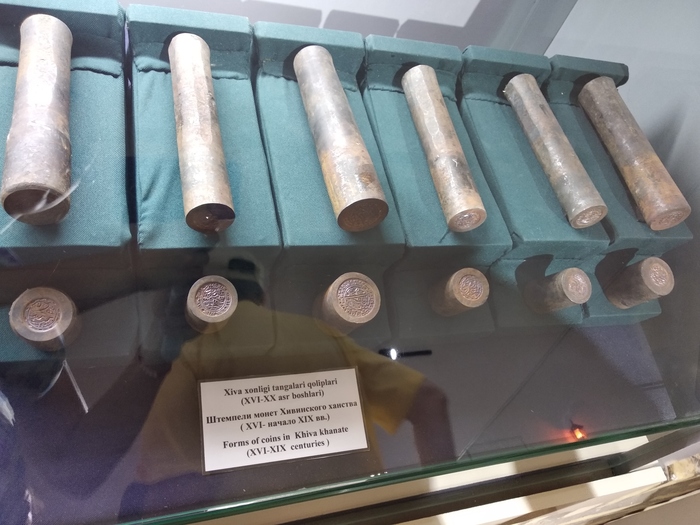 Xiva xonligi tangalari qoliplari
(XVI-XX asr boshlari)
Штемпели монет Хивинского ханства
( XVI- начало XIX вв.)
Forms of coins in Khiva khanate
(XVI-XIX centuries )